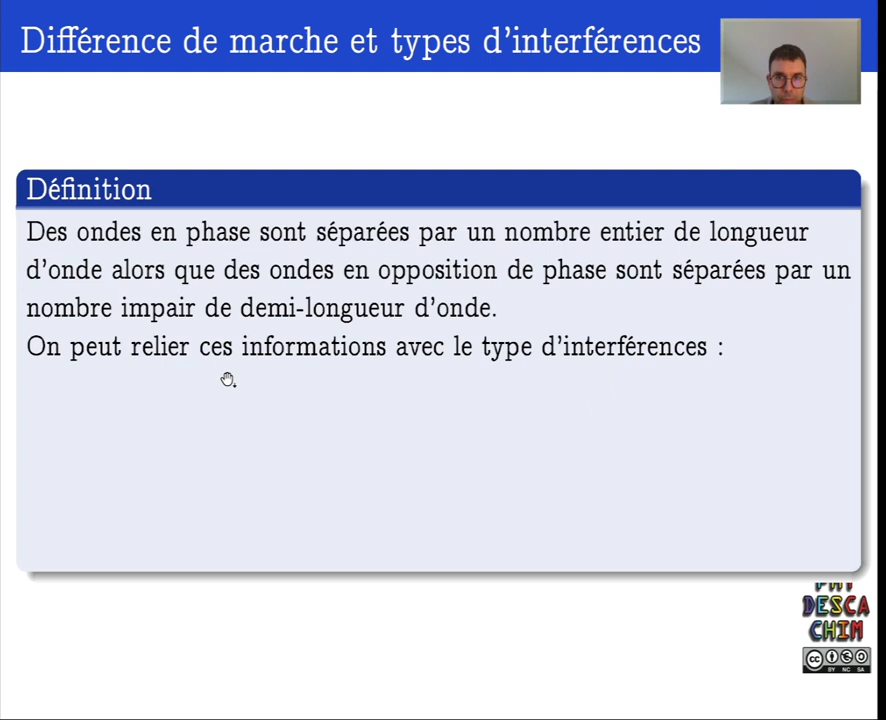 Différence de marche et types d'interférences
Définition
Des ondes en phase sont séparées par un nombre entier de longueur
d'onde alors que des ondes en opposition de phase sont séparées par un
nombre impair de demi-longueur d'onde.
On peut relier ces informations avec le type d'interférences :
DESCA
CHIM
cc
BY NC SA